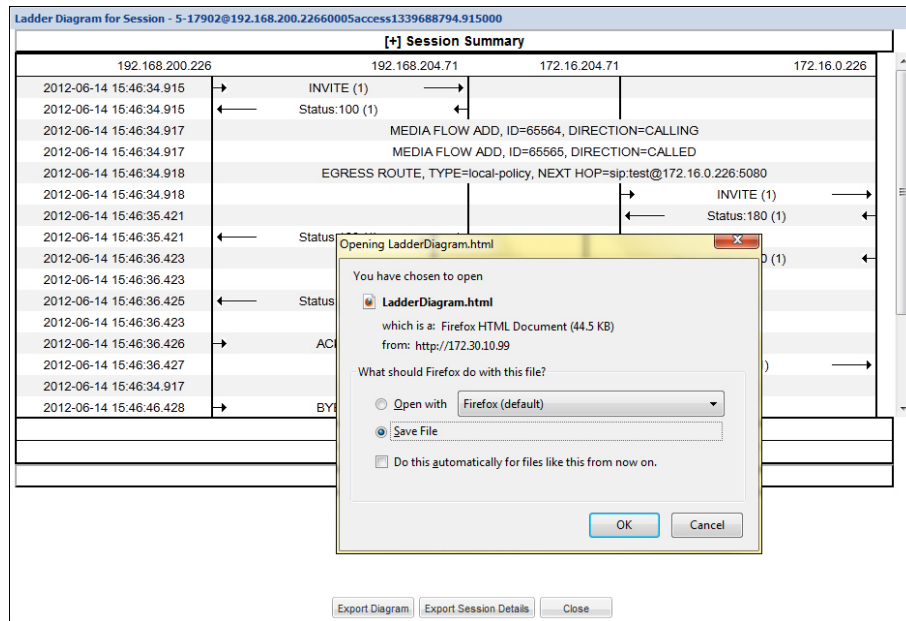 Ladder Diagram for Session - 5-17902@192.168.200.22660005access1339688794.915000
[+] Session Summary
192.168.200.226 192.168.204.71 172.16.204.71 172.16.0.226
2012-06-14 15:46:34.915 INVITE (1)
2012-06-14 15:46:34.915 Status:100 (1)
2012-06-14 15:46:34.917 MEDIA FLOW ADD, ID=65564, DIRECTION=CALLING
2012-06-14 15:46:34.917 MEDIA FLOW ADD, ID=65565, DIRECTION=CALLED
2012-06-14 15:46:34.918 EGRESS ROUTE, TYPE=local-policy, NEXT HOP=sip:test@172.16.0.226:5080
2012-06-14 15:46:34.918 INVITE (1)
2012-06-14 15:46:35.421 Status:180 (1)
2012-06-14 15:46:35.421 Status
2012-06-14 15:46:36.423 0 (1)
2012-06-14 15:46:36.423
2012-06-14 15:46:36.425 Status
2012-06-14 15:46:36.423
2012-06-14 15:46:36.426 AC
2012-06-14 15:46:36.427 )
2012-06-14 15:46:34.917
2012-06-14 15:46:46.428 BY
Opening LadderDiagram.html
You have chosen to open
LadderDiagram.html
which is a: Firefox HTML Document (44.5 KB)
from: http://172.30.10.99
What should Firefox do with this file?
Open with Firefox (default)
Save File
Do this automatically for files like this from now on.
OK Cancel
Export Diagram Export Session Details Close